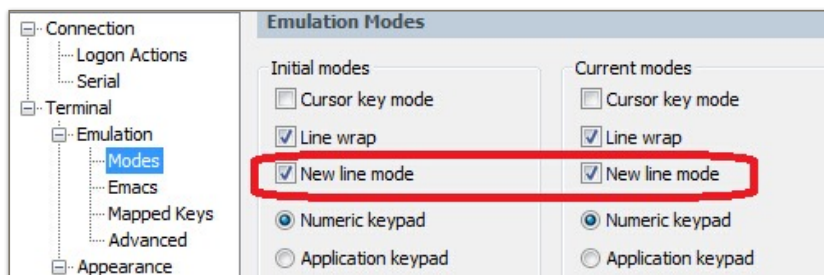 Connection
Logon Actions
Serial
Terminal
Emulation
Modes
Emacs
Mapped Keys
Advanced
Appearance
Emulation Modes
Initial modes
Cursor key mode
Line wrap
New line mode
Numeric keypad
Application keypad
Current modes
Cursor key mode
Line wrap
New line mode
Numeric keypad
Application keypad